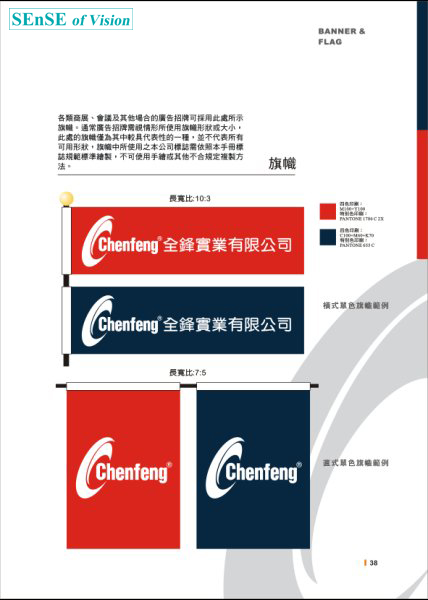 SEnSE of Vision
BANNER &
FLAG
各類商展、會議及其他場合的廣告招牌可採用此處所示
旗幟。通常廣告招牌需視情形所使用旗幟形狀或大小，
此處的旗幟僅為其中較具代表性的一種，並不代表所有
可用形狀，旗幟中所使用之本公司標誌需依照本手冊標
誌規範標準繪製，不可使用手繪或其他不合規定複製方
法。
旗幟
長寬比:10:3
Chenfeng® 全鋒實業有限公司
四色印刷：
M100+Y100
特別色印刷：
PANTONE 1788 C 2X
四色印刷：
C100+M60+K70
特別色印刷：
PANTONE 655 C
Chenfeng® 全鋒實業有限公司
橫式單色旗幟範例
長寬比:7:5
Chenfeng®
Chenfeng®
直式單色旗幟範例
38